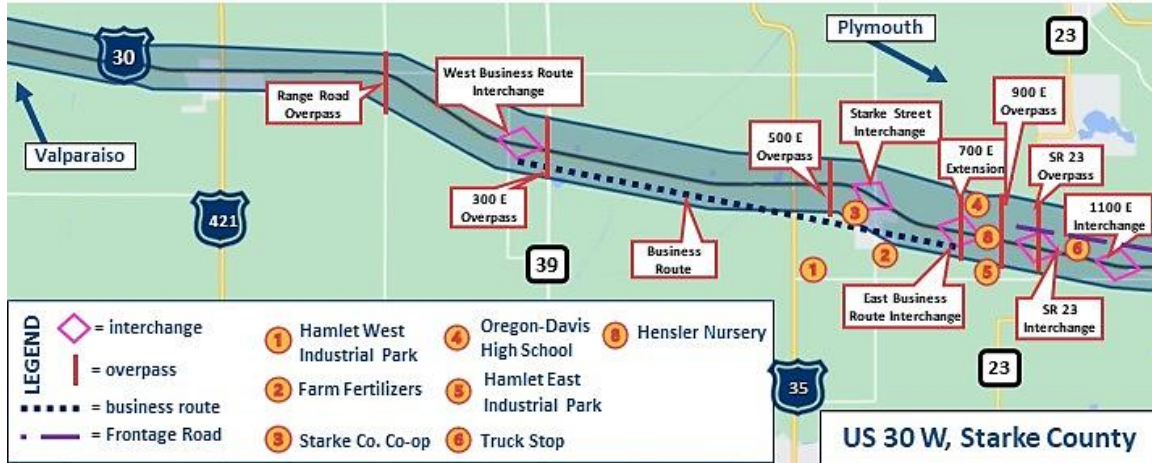 30
Valparaiso
Range Road
Overpass
421
West Business Route
Interchange
300 E
Overpass
39
Business
Route
Plymouth
23
500 E
Overpass
Starke Street
Interchange
700 E
Extension
900 E
Overpass
SR 23
Overpass
1100 E
Interchange
3
4
8
6
1
2
5
East Business
Route Interchange
SR 23
Interchange
35
23
LEGEND
= interchange
= overpass
= business route
= Frontage Road
1 Hamlet West
Industrial Park
2 Farm Fertilizers
3 Starke Co. Co-op
4 Oregon-Davis
High School
5 Hamlet East
Industrial Park
6 Truck Stop
8 Hensler Nursery
US 30 W, Starke County